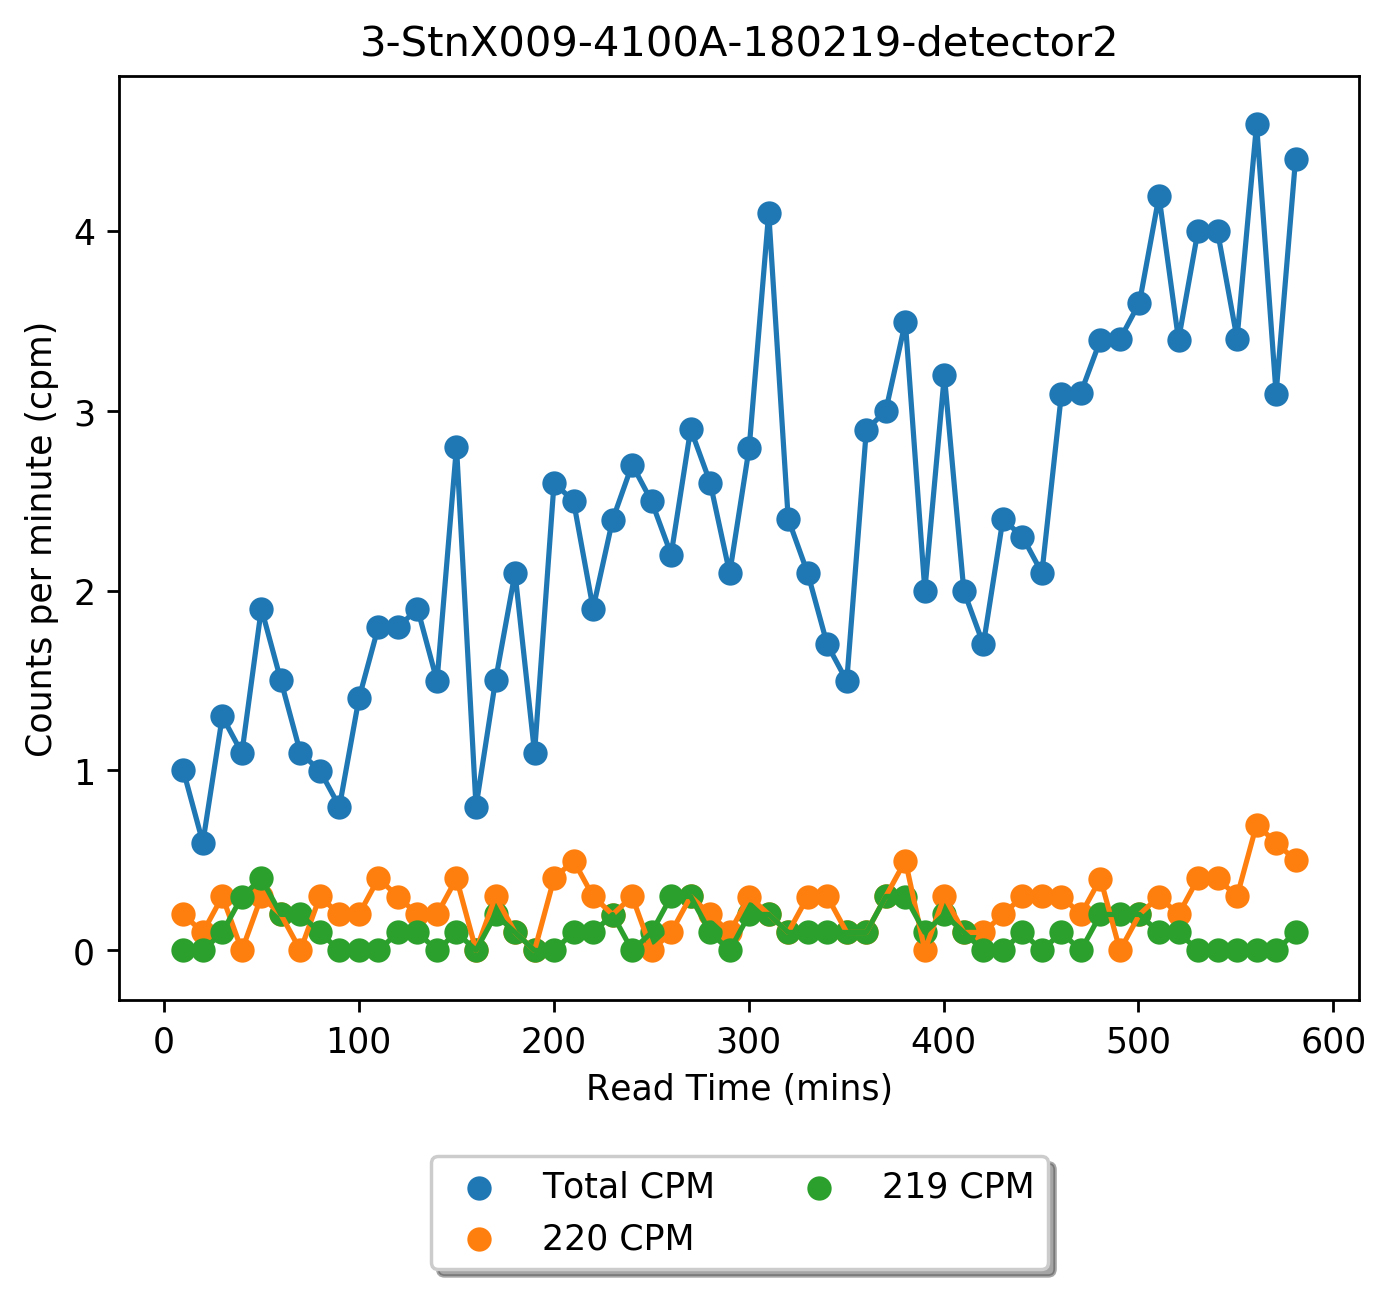 3-StnX009-4100A-180219-detector2
Counts per minute (cpm)
4
3
2
1
0
0 100 200 300 400 500 600
Read Time (mins)
Total CPM 219 CPM
220 CPM